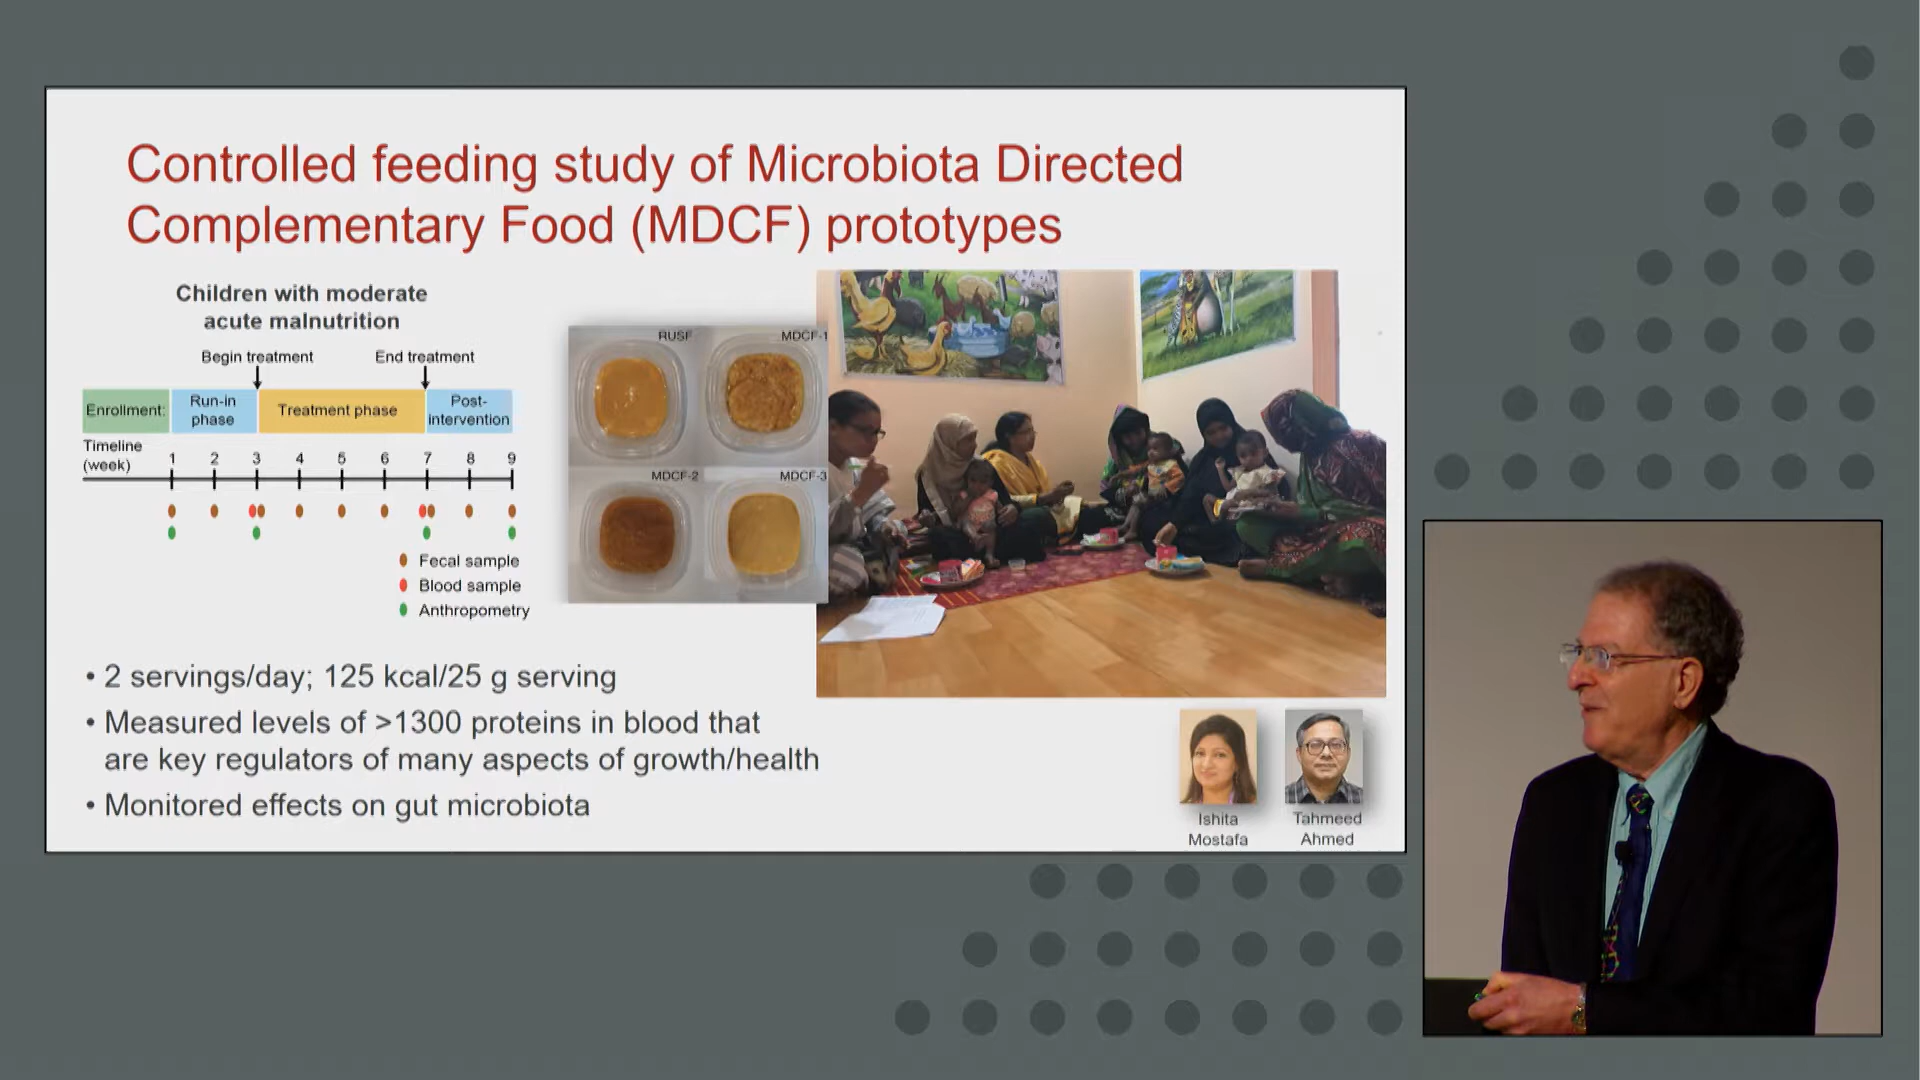 Controlled feeding study of Microbiota Directed
Complementary Food (MDCF) prototypes
Children with moderate
acute malnutrition
Begin treatment
End treatment
Enrollment:
Run-in
phase
Treatment phase
Post-
intervention
Timeline
(week)
1 2 3 4 5 6 7 8 9
Fecal sample
Blood sample
Anthropometry
RUSF
MDCF-1
MDCF-2
MDCF-3
• 2 servings/day; 125 kcal/25 g serving
• Measured levels of >1300 proteins in blood that
are key regulators of many aspects of growth/health
• Monitored effects on gut microbiota
Ishita
Mostafa
Tahmeed
Ahmed